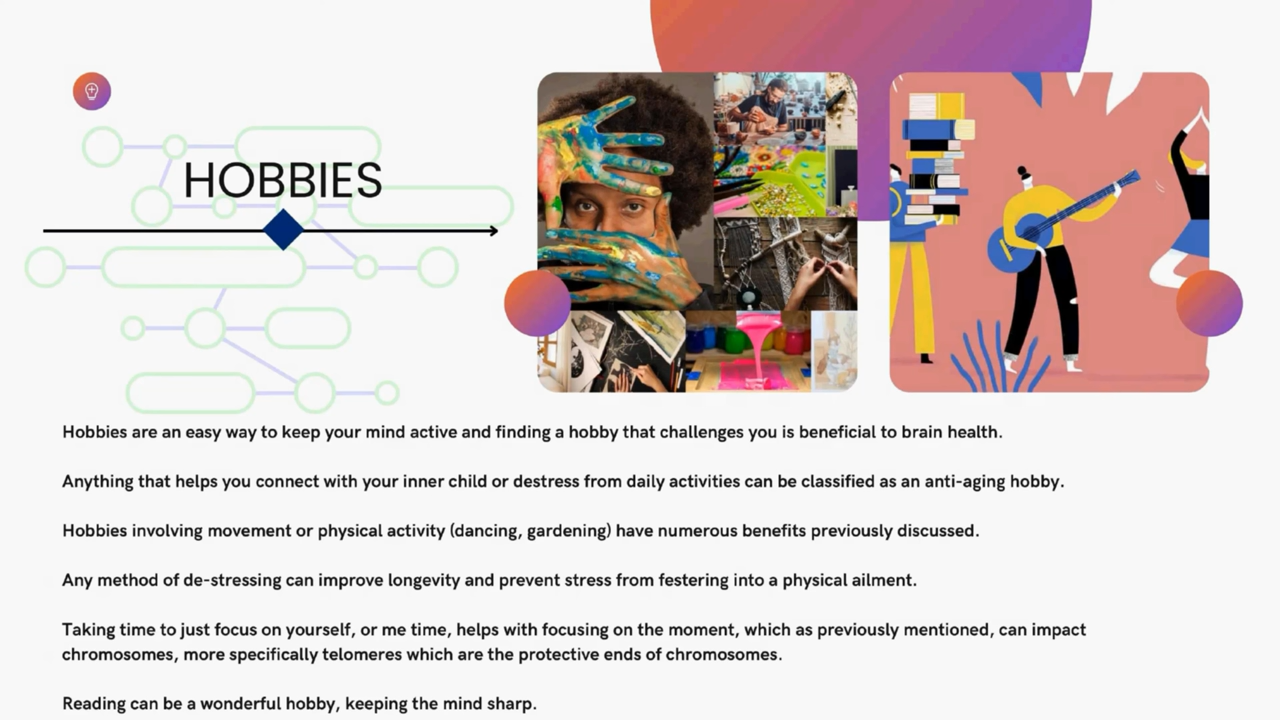 HOBBIES
Hobbies are an easy way to keep your mind active and finding a hobby that challenges you is beneficial to brain health.
Anything that helps you connect with your inner child or destress from daily activities can be classified as an anti-aging hobby.
Hobbies involving movement or physical activity (dancing, gardening) have numerous benefits previously discussed.
Any method of de-stressing can improve longevity and prevent stress from festering into a physical ailment.
Taking time to just focus on yourself, or me time, helps with focusing on the moment, which as previously mentioned, can impact
chromosomes, more specifically telomeres which are the protective ends of chromosomes.
Reading can be a wonderful hobby, keeping the mind sharp.